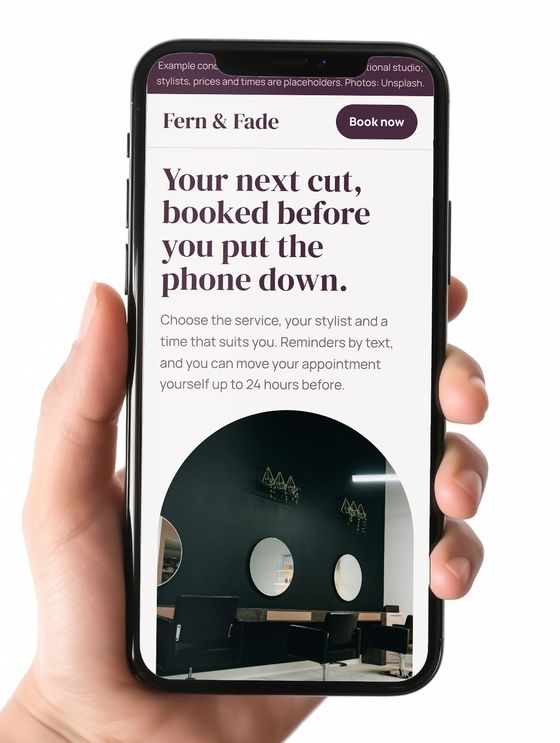 Example tional studio;
stylists, prices and times are placeholders. Photos: Unsplash.
Fern & Fade
Book now
Your next cut,
booked before
you put the
phone down.
Choose the service, your stylist and a
time that suits you. Reminders by text,
and you can move your appointment
yourself up to 24 hours before.